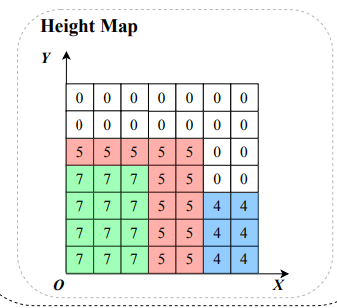 Height Map
Y
0 0 0 0 0 0 0
0 0 0 0 0 0 0
5 5 5 5 5 0 0
7 7 7 5 5 0 0
7 7 7 5 5 4 4
7 7 7 5 5 4 4
7 7 7 5 5 4 4
O X